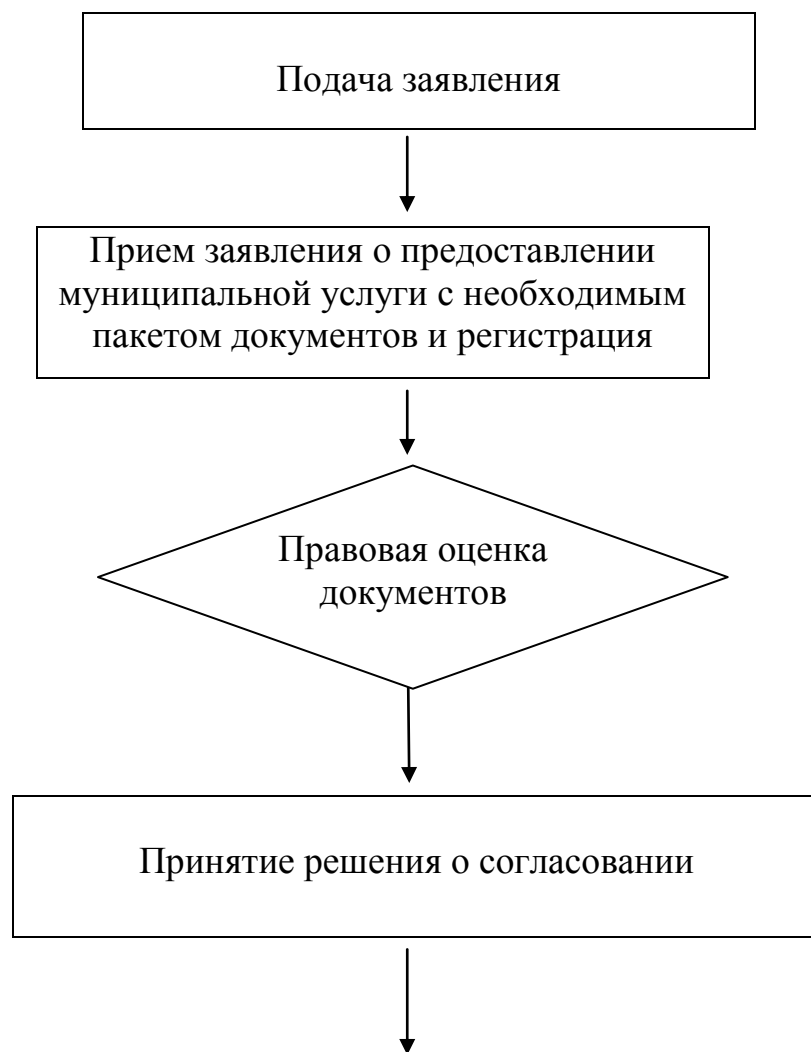 Подача заявления
Прием заявления о предоставлении
муниципальной услуги с необходимым
пакетом документов и регистрация
Правовая оценка
документов
Принятие решения о согласовании